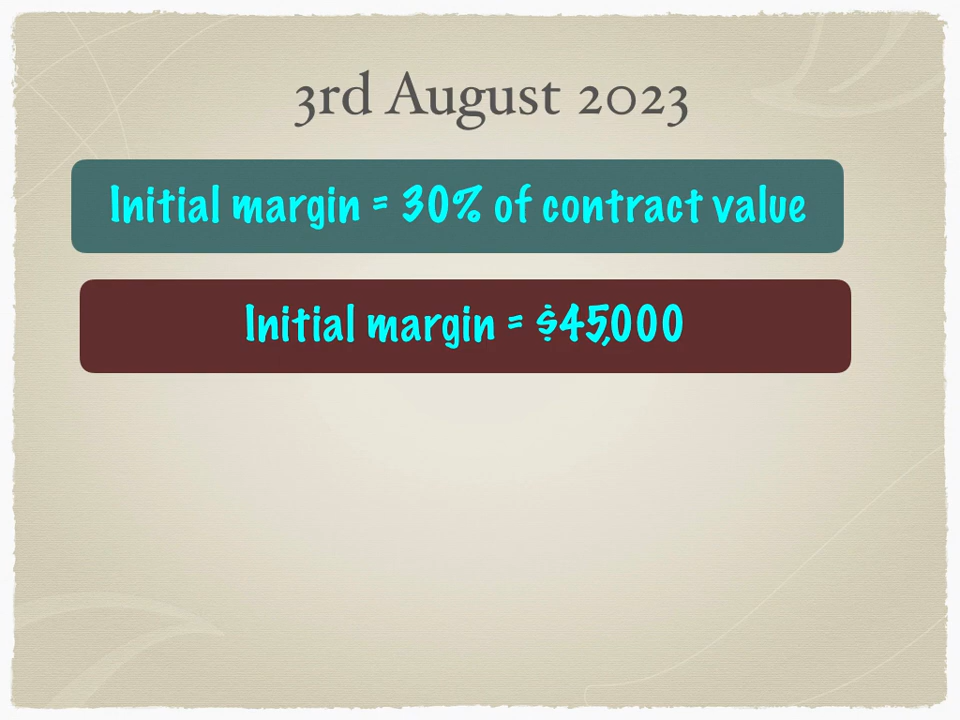 3rd August 2023
Initial margin = 30% of contract value
Initial margin = $45,000